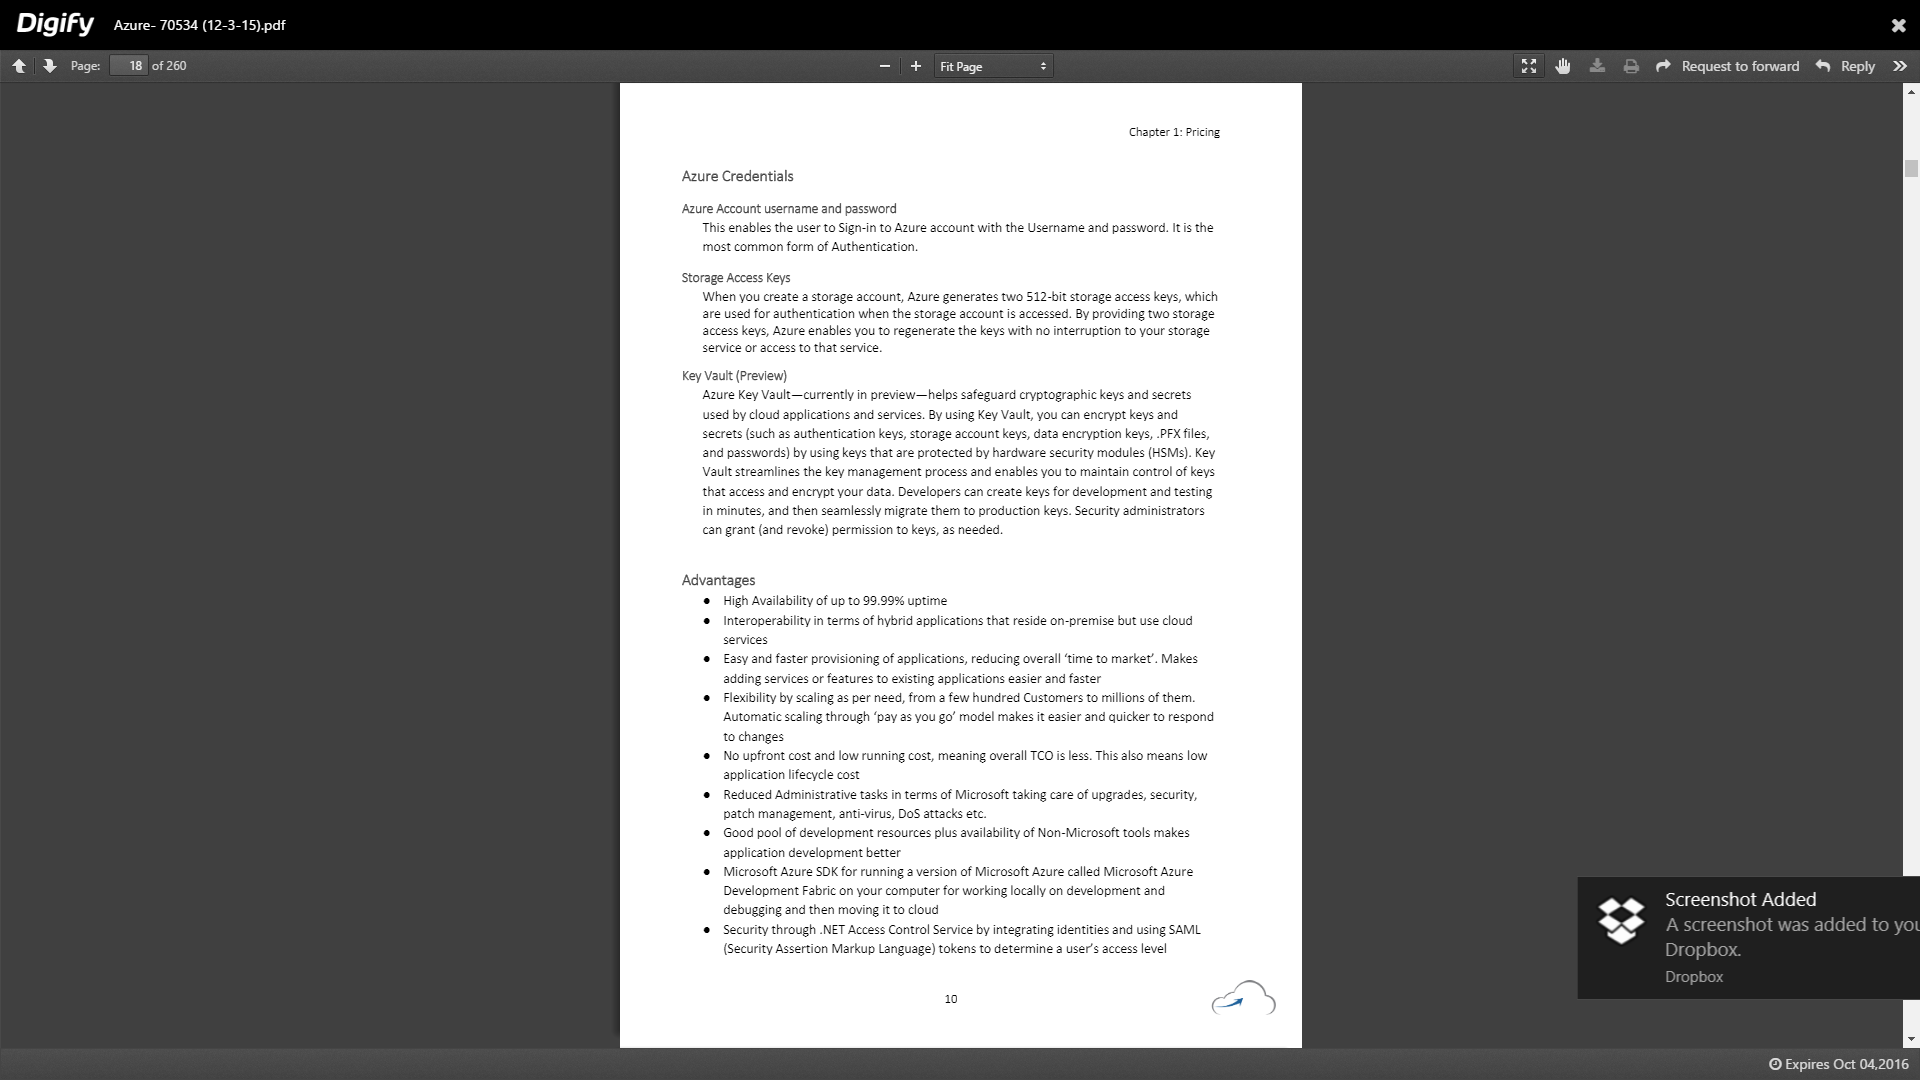 Digify Azure- 70534 (12-3-15).pdf
Page: 18 of 260 Fit Page Request to forward Reply
Chapter 1: Pricing
Azure Credentials
Azure Account username and password
This enables the user to Sign-in to Azure account with the Username and password. It is the
most common form of Authentication.
Storage Access Keys
When you create a storage account, Azure generates two 512-bit storage access keys, which
are used for authentication when the storage account is accessed. By providing two storage
access keys, Azure enables you to regenerate the keys with no interruption to your storage
service or access to that service.
Key Vault (Preview)
Azure Key Vault—currently in preview—helps safeguard cryptographic keys and secrets
used by cloud applications and services. By using Key Vault, you can encrypt keys and
secrets (such as authentication keys, storage account keys, data encryption keys, .PFX files,
and passwords) by using keys that are protected by hardware security modules (HSMs). Key
Vault streamlines the key management process and enables you to maintain control of keys
that access and encrypt your data. Developers can create keys for development and testing
in minutes, and then seamlessly migrate them to production keys. Security administrators
can grant (and revoke) permission to keys, as needed.
Advantages
● High Availability of up to 99.99% uptime
● Interoperability in terms of hybrid applications that reside on-premise but use cloud
services
● Easy and faster provisioning of applications, reducing overall ‘time to market’. Makes
adding services or features to existing applications easier and faster
● Flexibility by scaling as per need, from a few hundred Customers to millions of them.
Automatic scaling through ‘pay as you go’ model makes it easier and quicker to respond
to changes
● No upfront cost and low running cost, meaning overall TCO is less. This also means low
application lifecycle cost
● Reduced Administrative tasks in terms of Microsoft taking care of upgrades, security,
patch management, anti-virus, DoS attacks etc.
● Good pool of development resources plus availability of Non-Microsoft tools makes
application development better
● Microsoft Azure SDK for running a version of Microsoft Azure called Microsoft Azure
Development Fabric on your computer for working locally on development and
debugging and then moving it to cloud
● Security through .NET Access Control Service by integrating identities and using SAML
(Security Assertion Markup Language) tokens to determine a user’s access level
10
Screenshot Added
A screenshot was added to you
Dropbox.
Dropbox
Expires Oct 04,2016